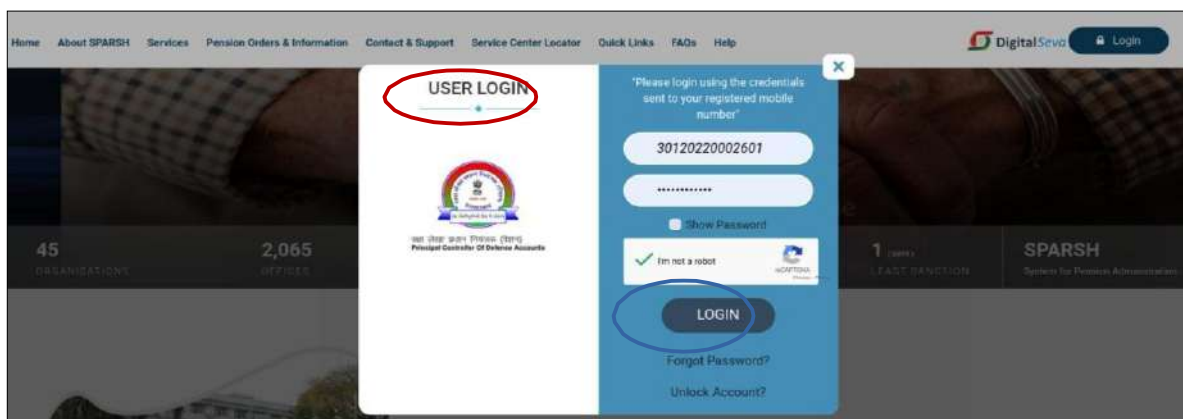 Home About SPARSH Services Pension Orders & Information Contact & Support Service Center Locator Quick Links FAQs Help
Digital Seva
Login
USER LOGIN
Principal Controller Of Defence Accounts
"Please login using the credentials
sent to your registered mobile
number"
30120220002601
••••••••••••
Show Password
I'm not a robot
reCAPTCHA
LOGIN
Forgot Password?
Unlock Account?
45
ORGANISATIONS
2,065
OFFICES
1
LEAST SANCTION
SPARSH
System for Pension Administration